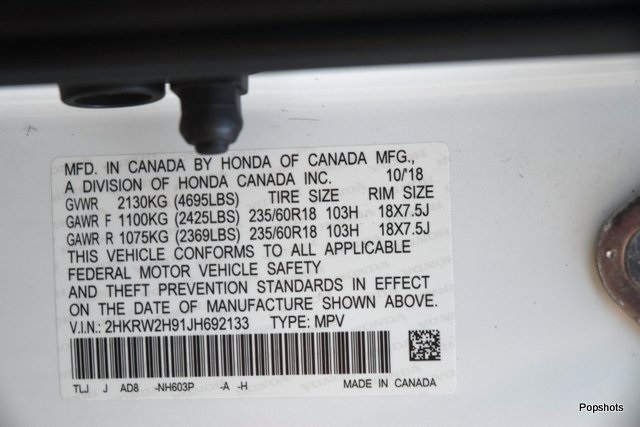 MFD. IN CANADA BY HONDA OF CANADA MFG.,
A DIVISION OF HONDA CANADA INC. 10/'18
GVWR 2130KG (4695LBS) TIRE SIZE RIM SIZE
GAWR F 1100KG (2425LBS) 235/60R18 103H 18X7.5J
GAWR R 1075KG (2369LBS) 235/60R18 103H 18X7.5J
THIS VEHICLE CONFORMS TO ALL APPLICABLE
FEDERAL MOTOR VEHICLE SAFETY
AND THEFT PREVENTION STANDARDS IN EFFECT
ON THE DATE OF MANUFACTURE SHOWN ABOVE.
V.I.N.: 2HKRW2H91JH692133 TYPE: MPV
TLJ J AD8 -NH603P -A -H MADE IN CANADA
Popshots